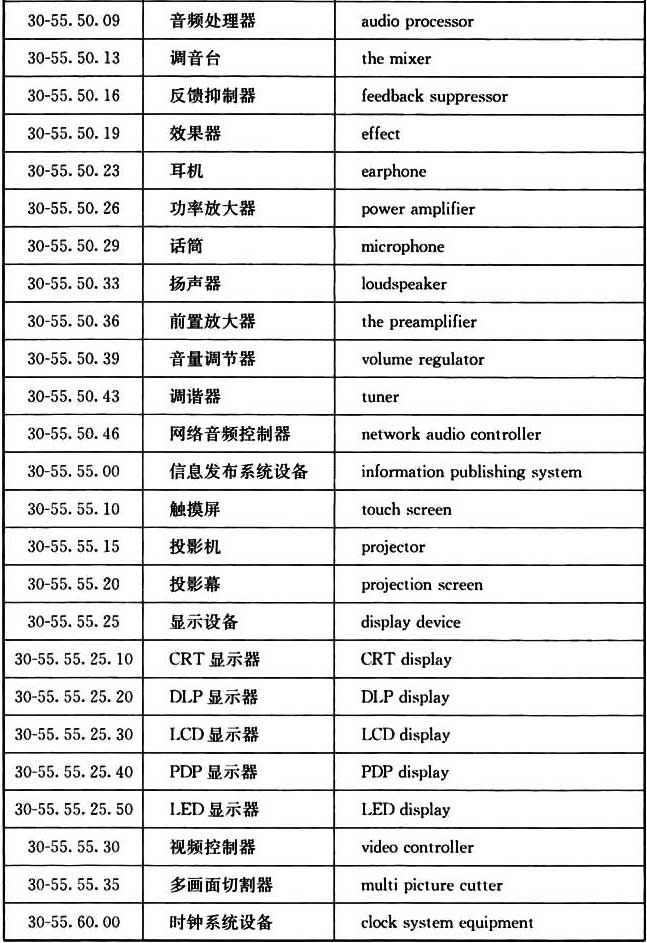 30-55.50.09 音频处理器 audio processor
30-55.50.13 调音台 the mixer
30-55.50.16 反馈抑制器 feedback suppressor
30-55.50.19 效果器 effect
30-55.50.23 耳机 earphone
30-55.50.26 功率放大器 power amplifier
30-55.50.29 话筒 microphone
30-55.50.33 扬声器 loudspeaker
30-55.50.36 前置放大器 the preamplifier
30-55.50.39 音量调节器 volume regulator
30-55.50.43 调谐器 tuner
30-55.50.46 网络音频控制器 network audio controller
30-55.55.00 信息发布系统设备 information publishing system
30-55.55.10 触摸屏 touch screen
30-55.55.15 投影机 projector
30-55.55.20 投影幕 projection screen
30-55.55.25 显示设备 display device
30-55.55.25.10 CRT 显示器 CRT display
30-55.55.25.20 DLP 显示器 DLP display
30-55.55.25.30 LCD 显示器 LCD display
30-55.55.25.40 PDP 显示器 PDP display
30-55.55.25.50 LED 显示器 LED display
30-55.55.30 视频控制器 video controller
30-55.55.35 多画面切割器 multi picture cutter
30-55.60.00 时钟系统设备 clock system equipment